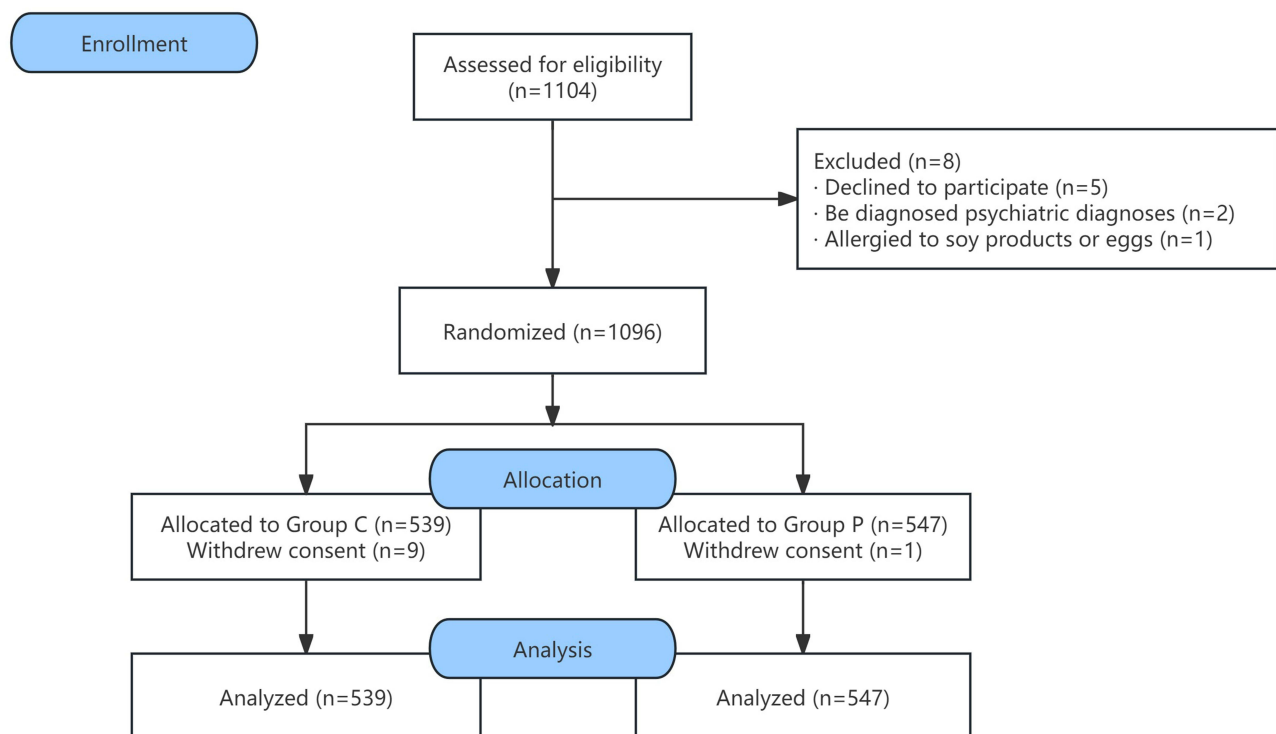 Enrollment
Assessed for eligibility
(n=1104)
Excluded (n=8)
· Declined to participate (n=5)
· Be diagnosed psychiatric diagnoses (n=2)
· Allergied to soy products or eggs (n=1)
Randomized (n=1096)
Allocation
Allocated to Group C (n=539)
Withdrew consent (n=9)
Allocated to Group P (n=547)
Withdrew consent (n=1)
Analysis
Analyzed (n=539)
Analyzed (n=547)